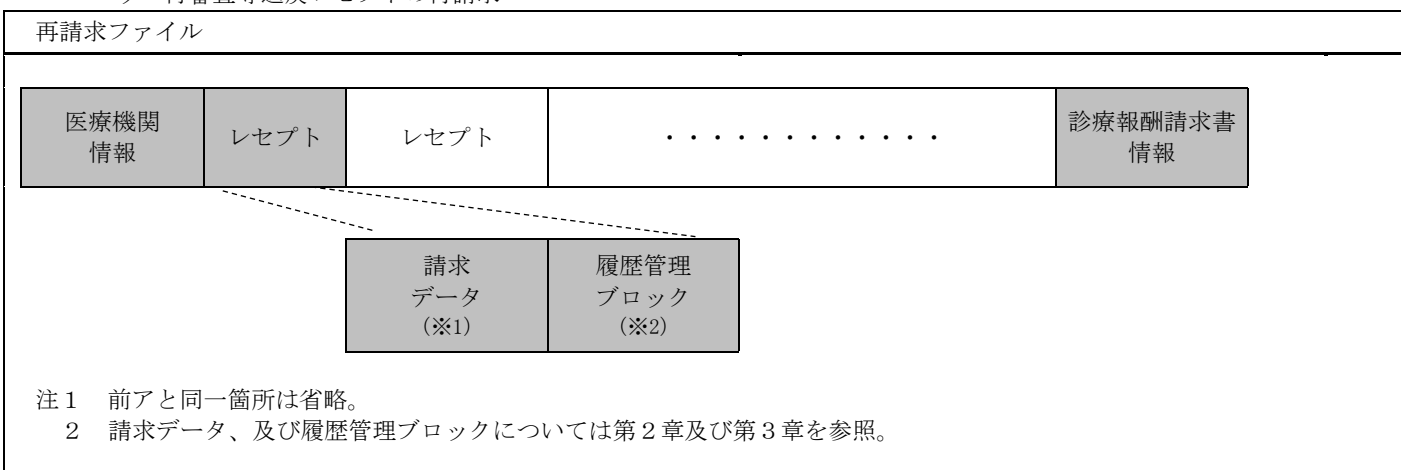 再請求ファイル
医療機関
情報
レセプト
レセプト
・・・・・・・・・・・・
診療報酬請求書
情報
請求
データ
(※1)
履歴管理
ブロック
(※2)
注１　前アと同一箇所は省略。
２　請求データ、及び履歴管理ブロックについては第２章及び第３章を参照。